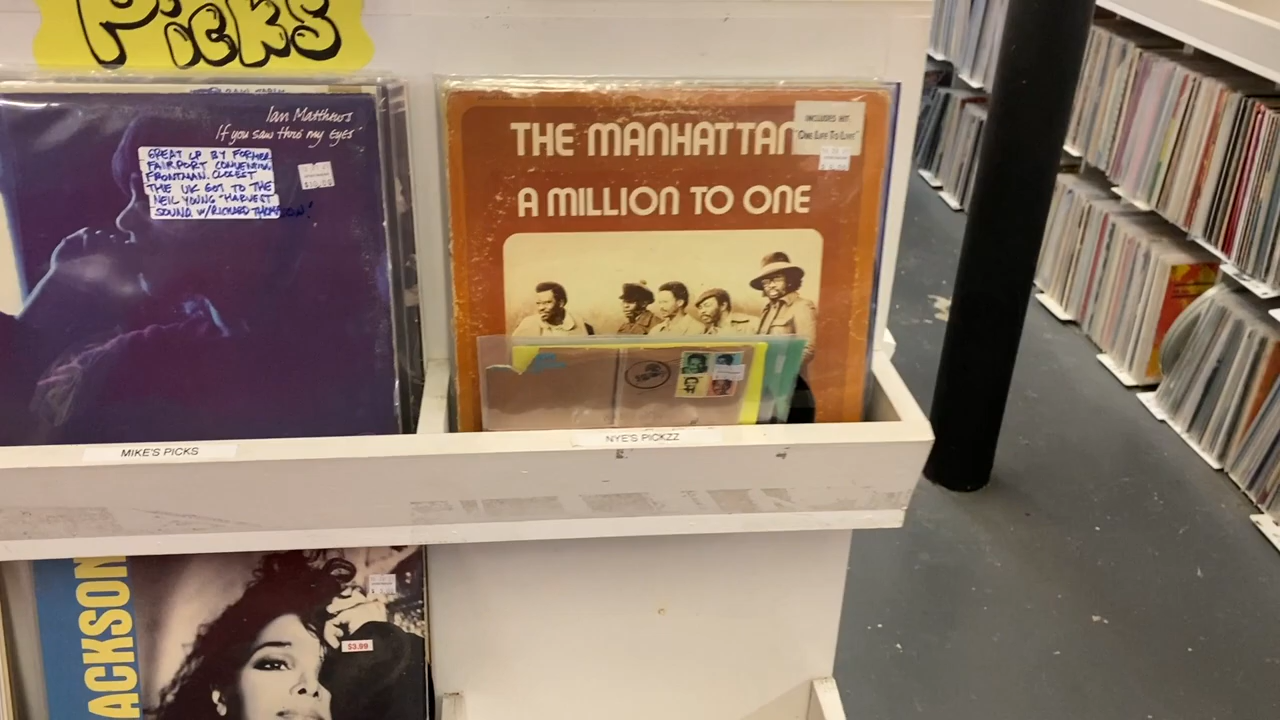 Picks
Ian Matthews
If you saw thro' my eyes
GREAT LP BY FORMER
FAIRPORT CONVENTION
FRONTMAN. CLOSEST
THE UK GOT TO THE
NEIL YOUNG "HARVEST"
SOUND. W/RICHARD THOMPSON!
THE MANHATTAN
INCLUDES HIT
"ONE LIFE TO LIVE"
A MILLION TO ONE
MIKE'S PICKS
NYE'S PICKZZ
ACKSON
$3.99